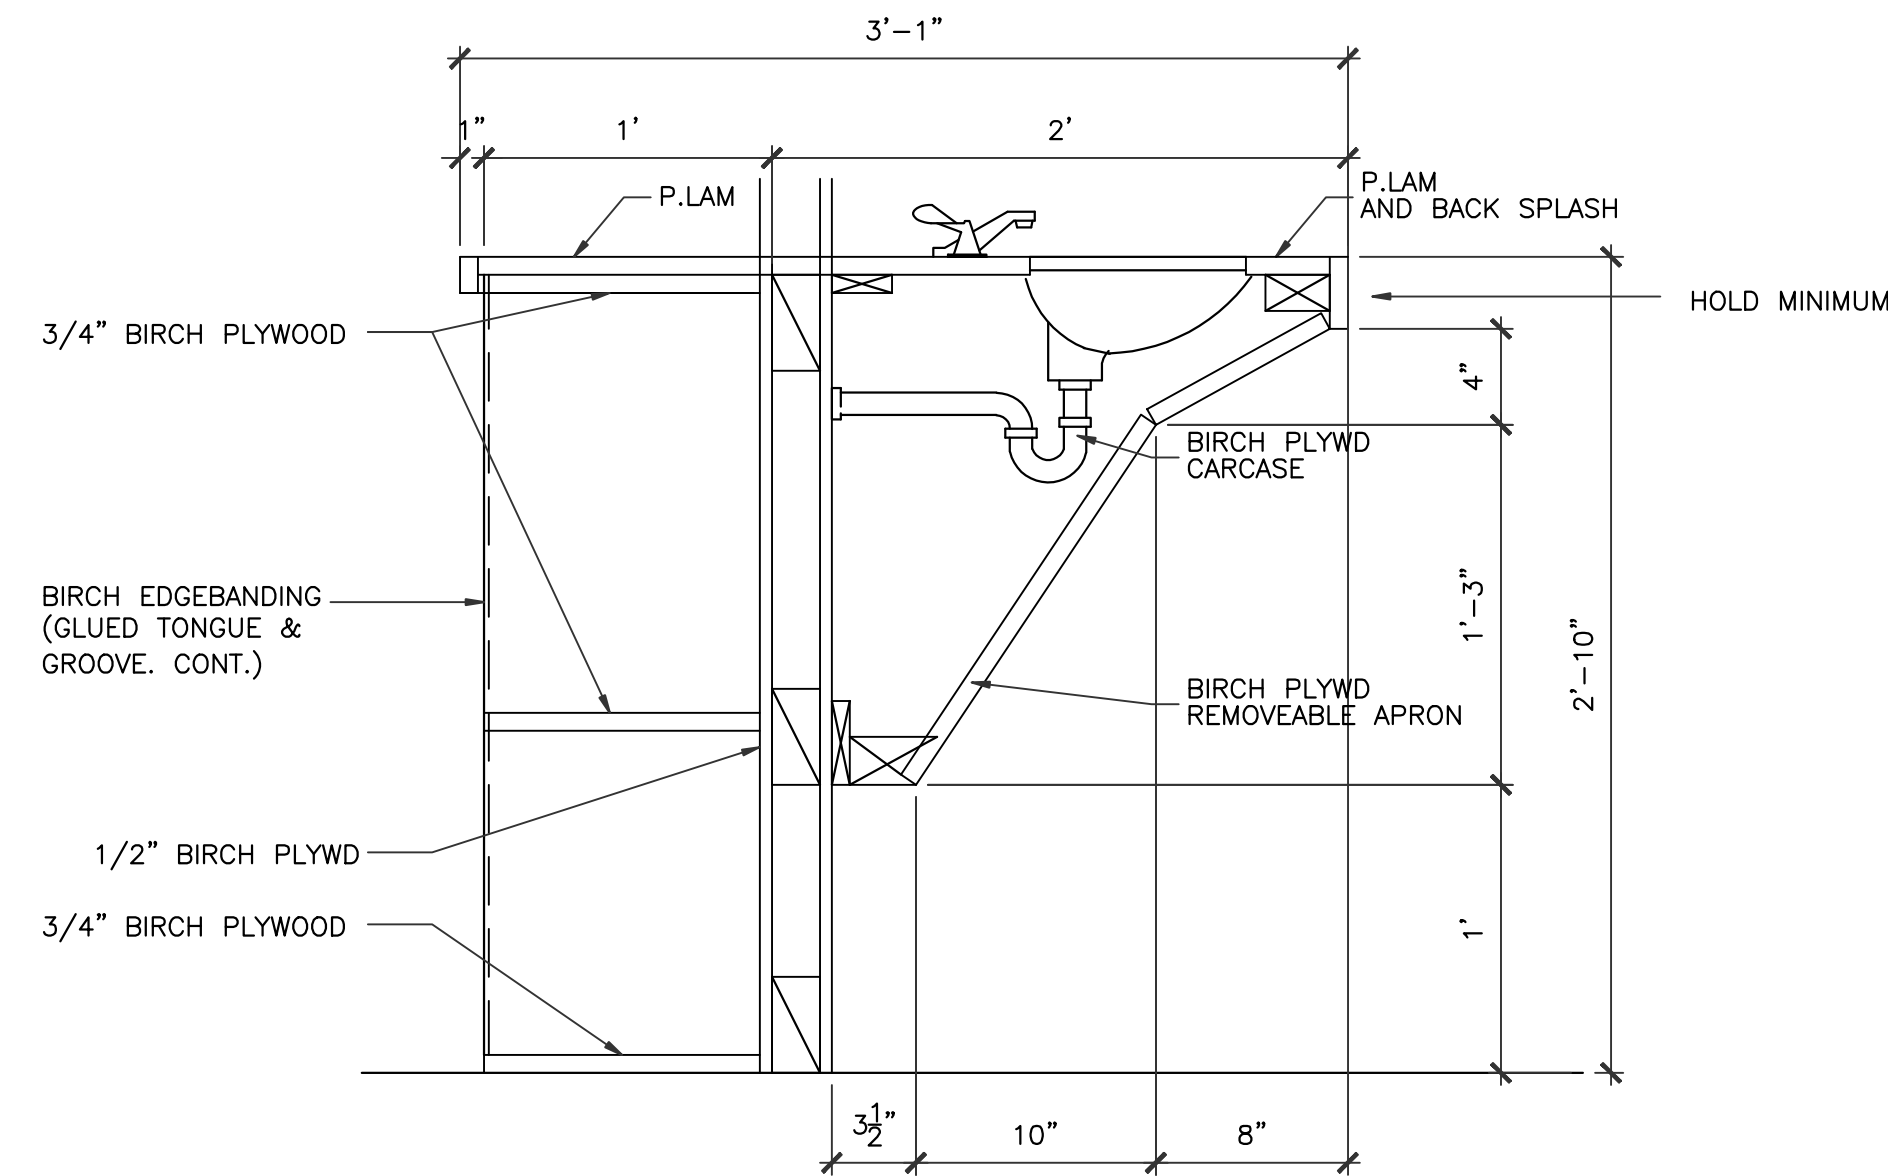 3'-1"
1"
1'
2'
P.LAM
P.LAM
AND BACK SPLASH
HOLD MINIMUM
3/4" BIRCH PLYWOOD
4"
BIRCH PLYWD
CARCASE
BIRCH EDGEBANDING
(GLUED TONGUE &
GROOVE. CONT.)
1'-3"
2'-10"
BIRCH PLYWD
REMOVEABLE APRON
1/2" BIRCH PLYWD
3/4" BIRCH PLYWOOD
1'
3 1/2"
10"
8"